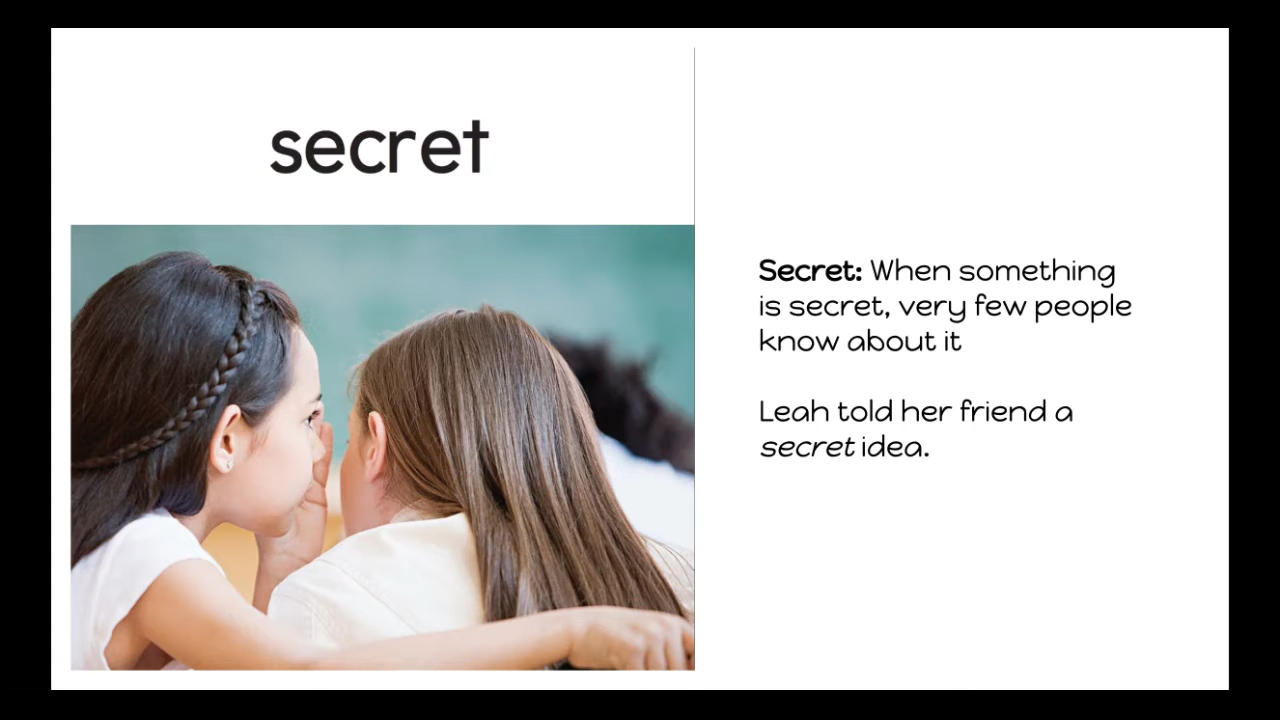 secret
Secret: When something
is secret, very few people
know about it
Leah told her friend a
secret idea.